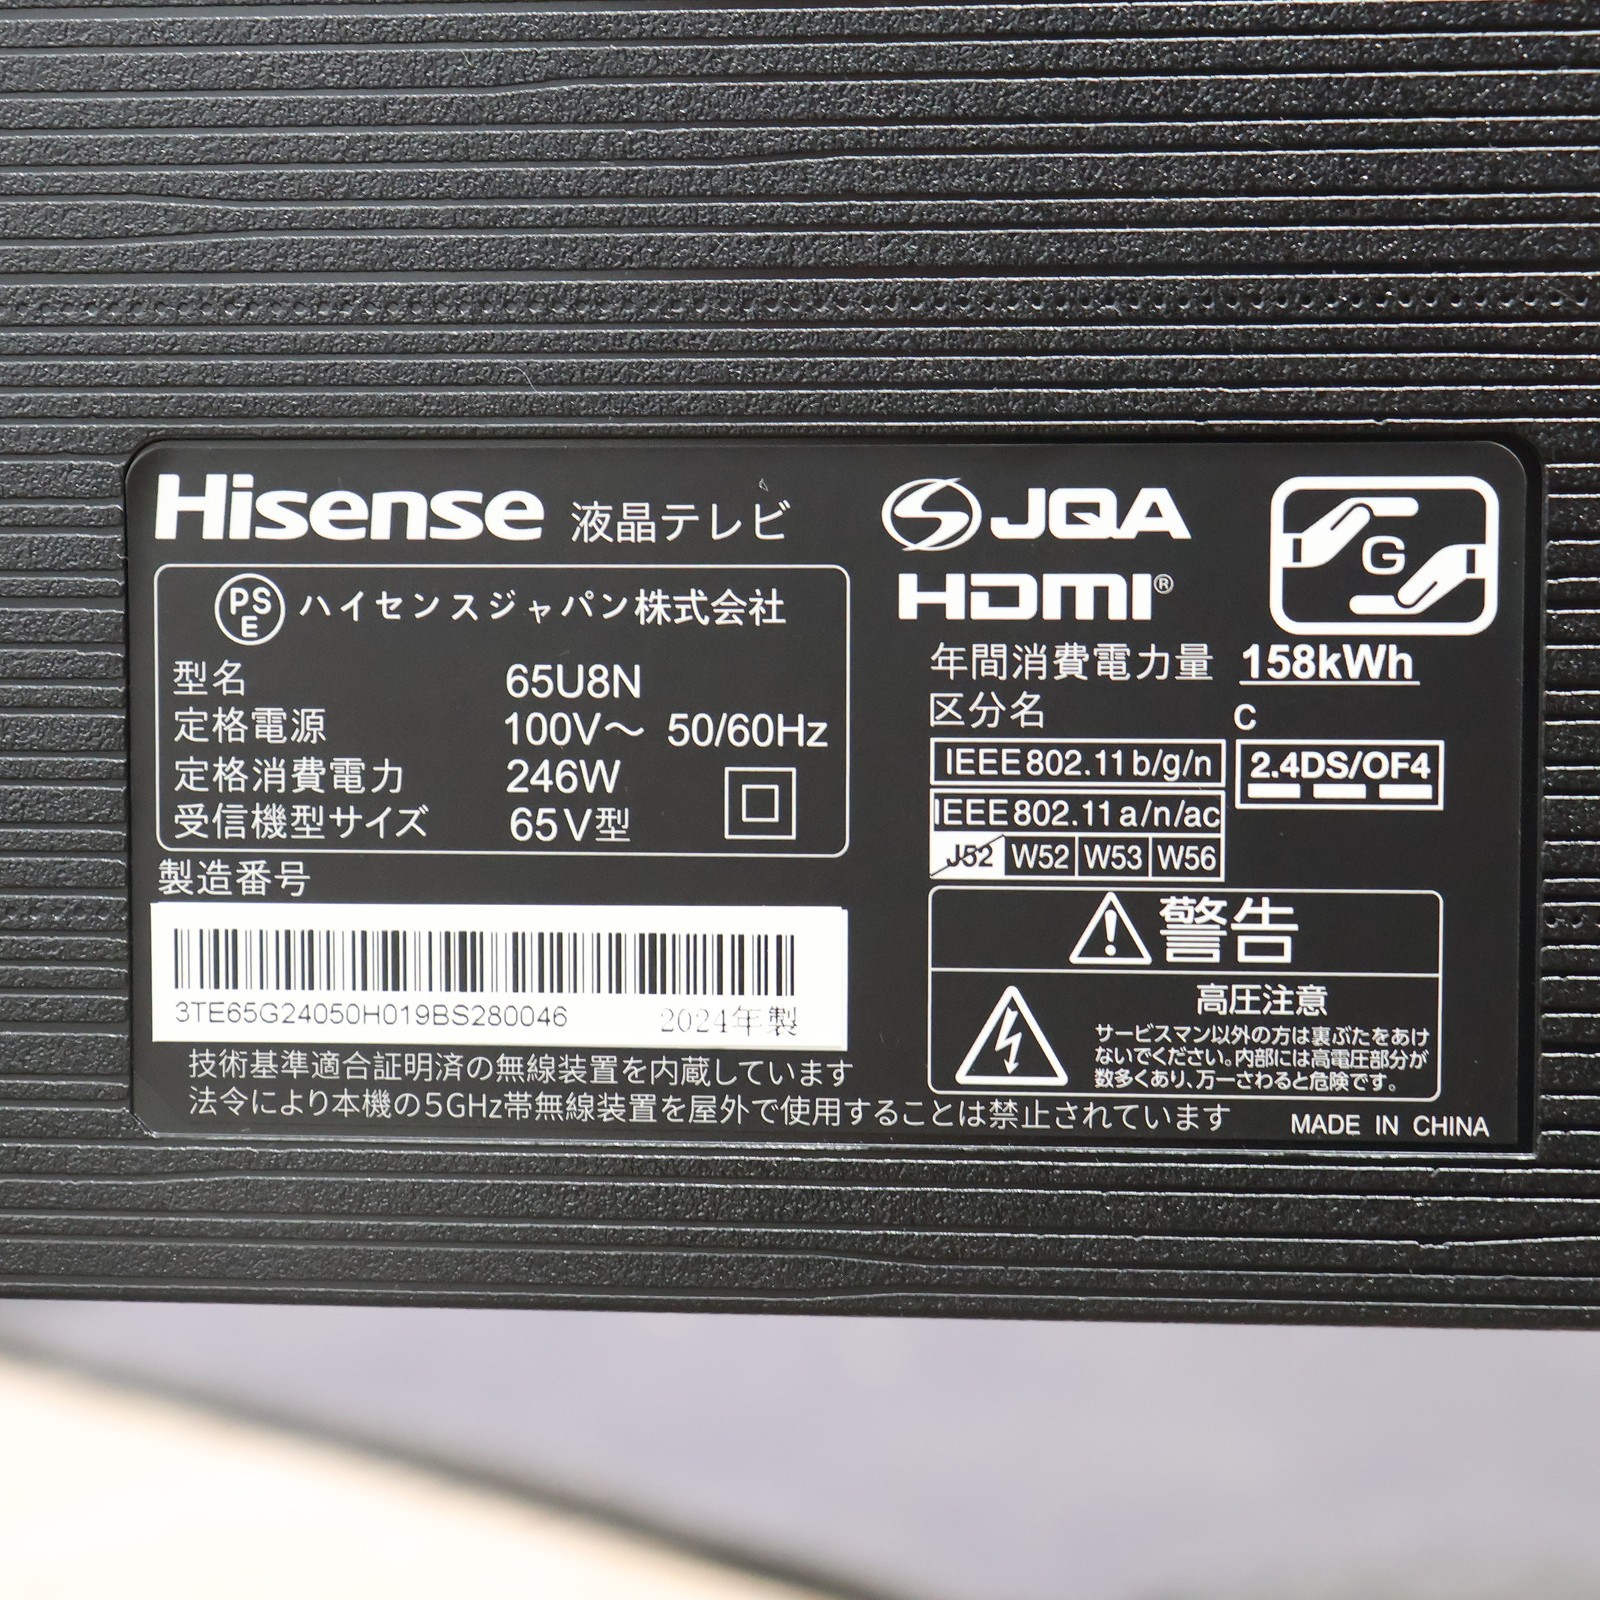 Hisense 液晶テレビ
PSE ハイセンスジャパン株式会社
型名 65U8N
定格電源 100V～ 50/60Hz
定格消費電力 246W
受信機型サイズ 65V型
製造番号
3TE65G24050H019BS280046 2024年製
JQA
HDMI®
G
年間消費電力量 158kWh
区分名 C
IEEE802.11b/g/n
2.4DS/OF4
IEEE802.11a/n/ac
J52 W52 W53 W56
警告
高圧注意
サービスマン以外の方は裏ぶたをあけ
ないでください。内部には高電圧部分が
数多くあり、万一さわると危険です。
技術基準適合証明済の無線装置を内蔵しています
法令により本機の5GHz帯無線装置を屋外で使用することは禁止されています
MADE IN CHINA